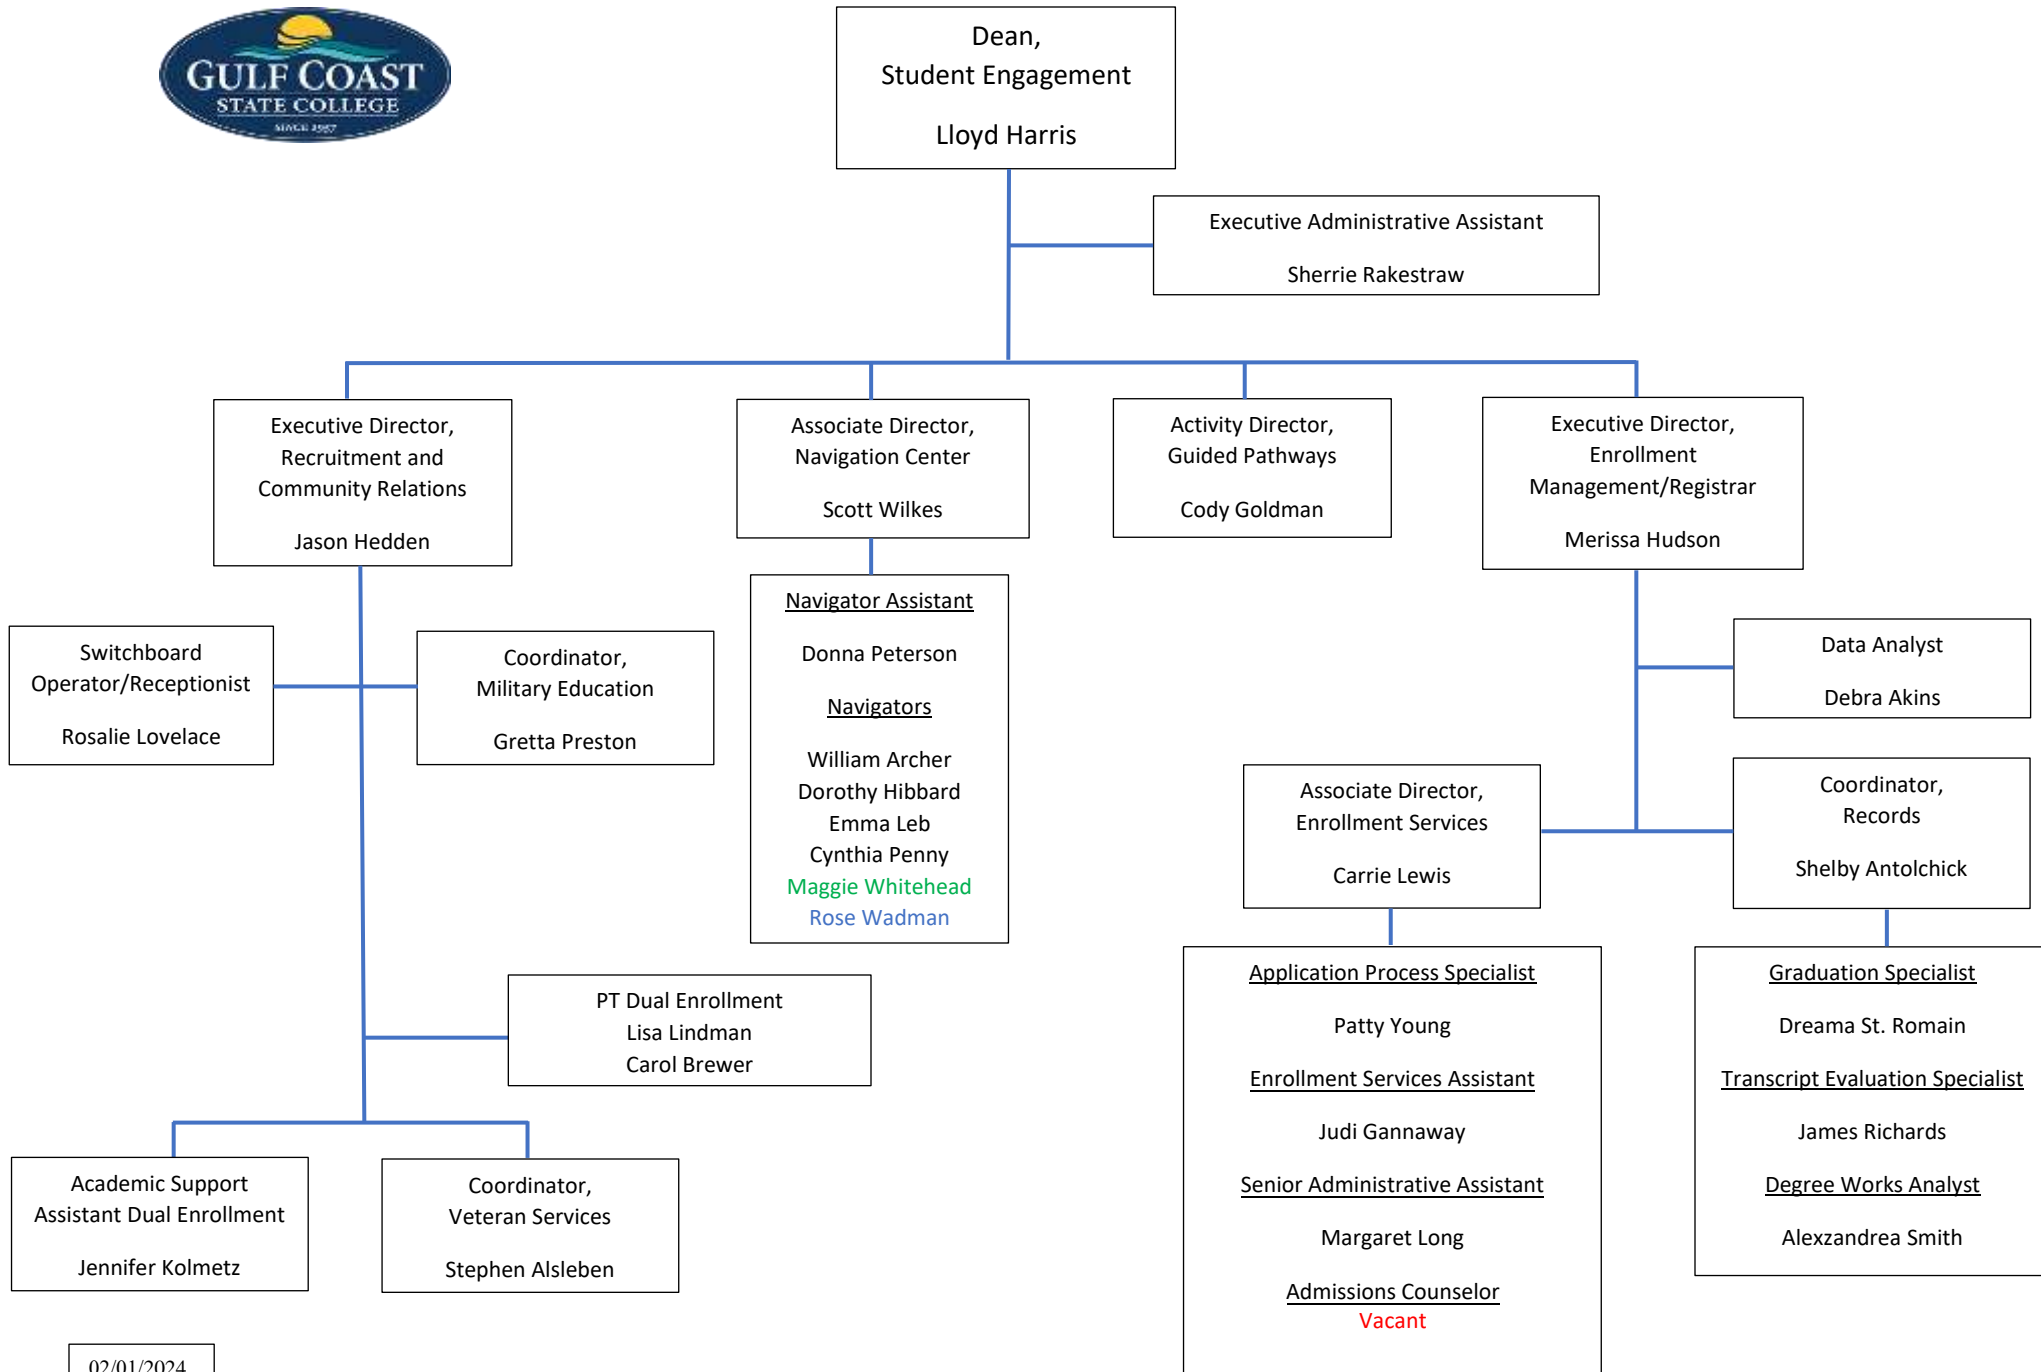 GULF COAST
STATE COLLEGE
SINCE 1957
Dean,
Student Engagement
Lloyd Harris
Executive Administrative Assistant
Sherrie Rakestraw
Executive Director,
Recruitment and
Community Relations
Jason Hedden
Associate Director,
Navigation Center
Scott Wilkes
Activity Director,
Guided Pathways
Cody Goldman
Executive Director,
Enrollment
Management/Registrar
Merissa Hudson
Switchboard
Operator/Receptionist
Rosalie Lovelace
Coordinator,
Military Education
Gretta Preston
Navigator Assistant
Donna Peterson
Navigators
William Archer
Dorothy Hibbard
Emma Leb
Cynthia Penny
Maggie Whitehead
Rose Wadman
Data Analyst
Debra Akins
Associate Director,
Enrollment Services
Carrie Lewis
Coordinator,
Records
Shelby Antolchick
PT Dual Enrollment
Lisa Lindman
Carol Brewer
Academic Support
Assistant Dual Enrollment
Jennifer Kolmetz
Coordinator,
Veteran Services
Stephen Alsleben
Application Process Specialist
Patty Young
Enrollment Services Assistant
Judi Gannaway
Senior Administrative Assistant
Margaret Long
Admissions Counselor
Vacant
Graduation Specialist
Dreama St. Romain
Transcript Evaluation Specialist
James Richards
Degree Works Analyst
Alexzandrea Smith
02/01/2024